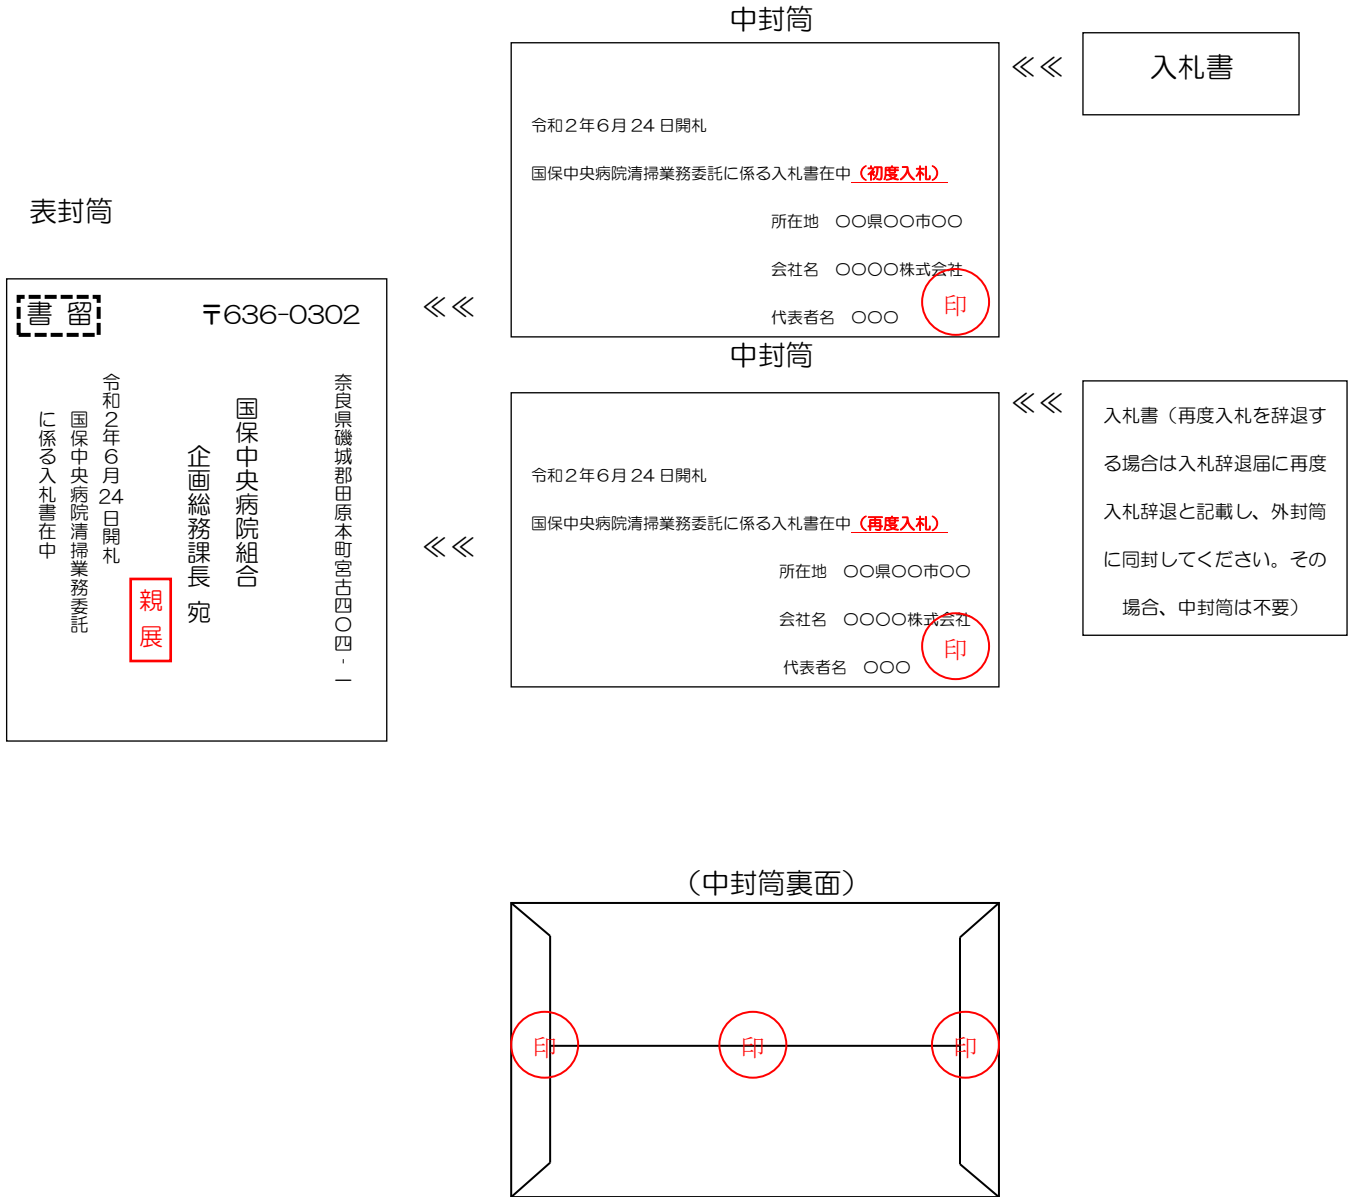 中封筒
≪≪
入札書
令和２年６月 24 日開札
国保中央病院清掃業務委託に係る入札書在中（初度入札）
所在地　〇〇県〇〇市〇〇
会社名　〇〇〇〇株式会社
代表者名　〇〇〇
印
表封筒
書 留
〒636-0302
奈良県磯城郡田原本町宮古四〇四 - 一
国保中央病院組合
企画総務課長 宛
親展
令和２年６月 24 日開札
国保中央病院清掃業務委託
に係る入札書在中
≪≪
≪≪
中封筒
≪≪
令和２年６月 24 日開札
国保中央病院清掃業務委託に係る入札書在中（再度入札）
所在地　〇〇県〇〇市〇〇
会社名　〇〇〇〇株式会社
代表者名　〇〇〇
印
入札書（再度入札を辞退す
る場合は入札辞退届に再度
入札辞退と記載し、外封筒
に同封してください。その
場合、中封筒は不要）
（中封筒裏面）
印
印
印